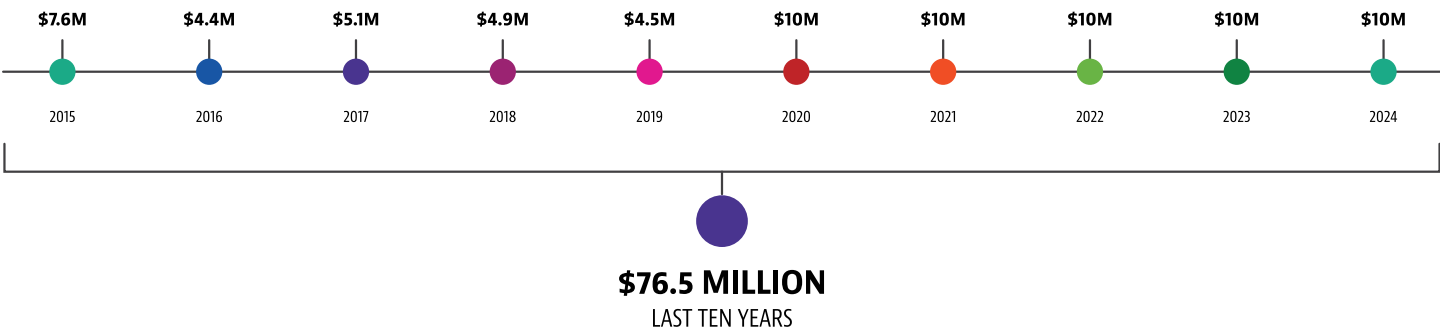 $7.6M $4.4M $5.1M $4.9M $4.5M $10M $10M $10M $10M $10M
2015 2016 2017 2018 2019 2020 2021 2022 2023 2024
$76.5 MILLION
LAST TEN YEARS